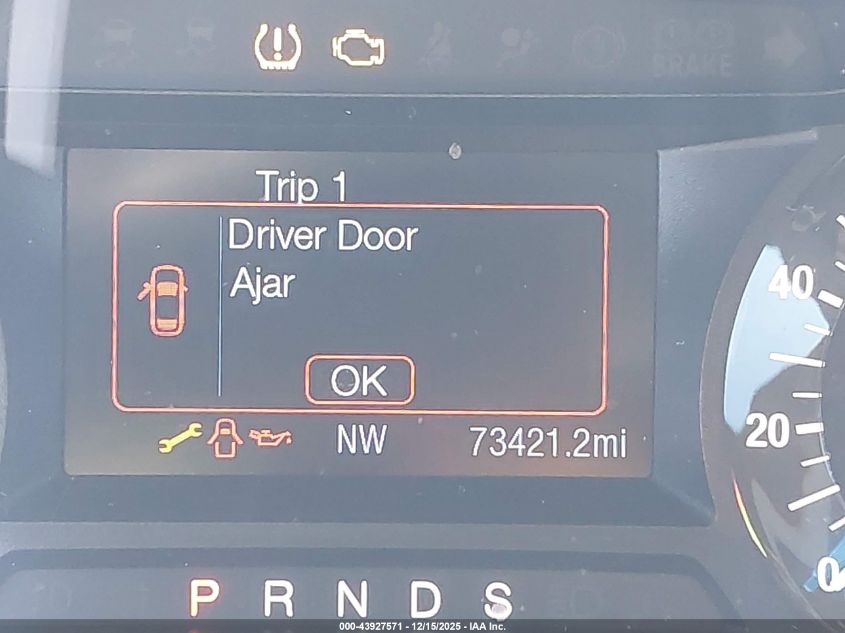 BRAKE
Trip 1
Driver Door
Ajar
OK
NW 73421.2mi
40
20
0
P R N D S
000-43927571 - 12/15/2025 - IAA Inc.